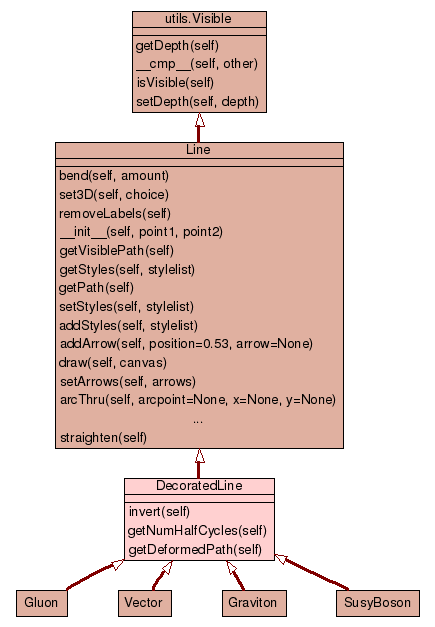 utils.Visible
getDepth(self)
__cmp__(self, other)
isVisible(self)
setDepth(self, depth)
Line
bend(self, amount)
set3D(self, choice)
removeLabels(self)
__init__(self, point1, point2)
getVisiblePath(self)
getStyles(self, stylelist)
getPath(self)
setStyles(self, stylelist)
addStyles(self, stylelist)
addArrow(self, position=0.53, arrow=None)
draw(self, canvas)
setArrows(self, arrows)
arcThru(self, arcpoint=None, x=None, y=None)
...
straighten(self)
DecoratedLine
invert(self)
getNumHalfCycles(self)
getDeformedPath(self)
Gluon
Vector
Graviton
SusyBoson